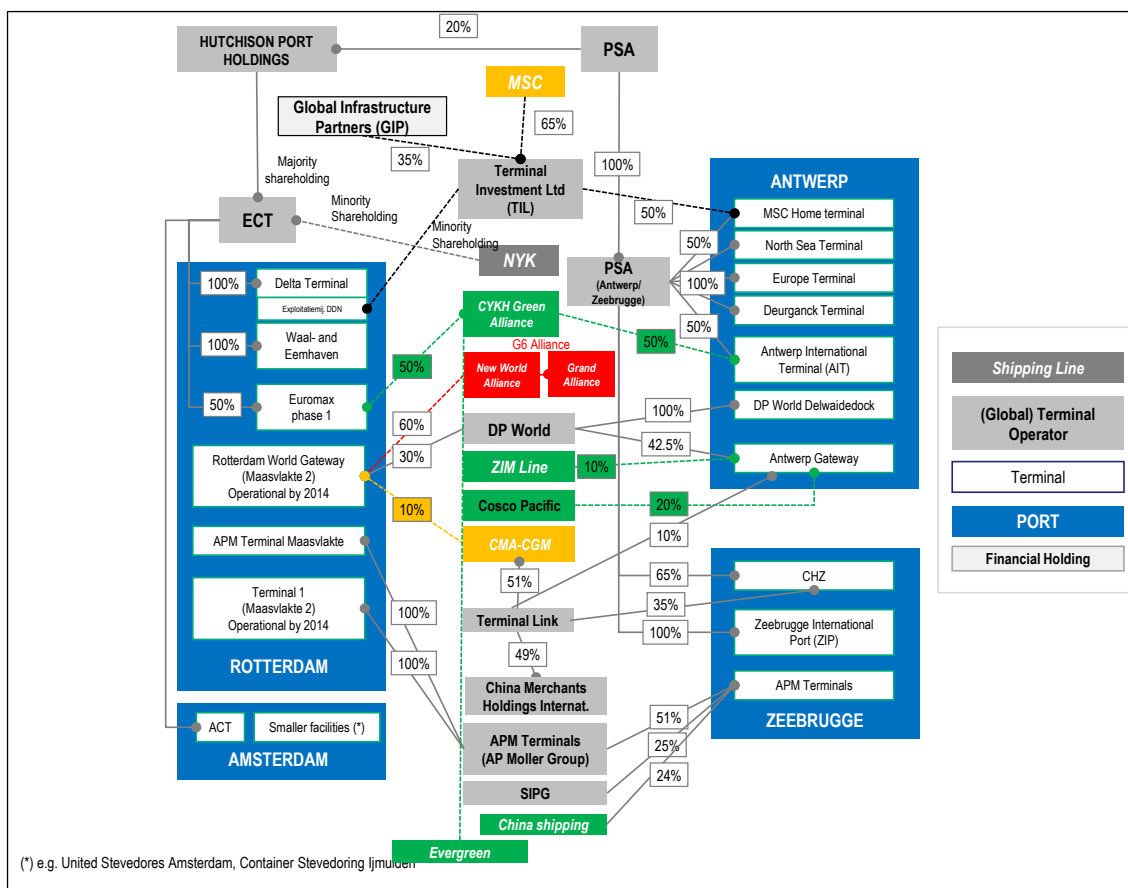 20%
HUTCHISON PORT
HOLDINGS
PSA
MSC
Global Infrastructure
Partners (GIP)
65%
35%
100%
Majority
shareholding
Terminal
Investment Ltd
(TIL)
50%
Minority
Shareholding
ECT
Minority
Shareholding
NYK
PSA
(Antwerp/
Zeebrugge)
50%
100%
50%
ANTWERP
MSC Home terminal
North Sea Terminal
Europe Terminal
Deurganck Terminal
Antwerp International
Terminal (AIT)
DP World Delwaidedock
Antwerp Gateway
100%
Delta Terminal
Exploitatiemij. DDN
100%
Waal- and
Eemhaven
50%
Euromax
phase 1
Rotterdam World Gateway
(Maasvlakte 2)
Operational by 2014
APM Terminal Maasvlakte
Terminal 1
(Maasvlakte 2)
Operational by 2014
ROTTERDAM
50%
60%
30%
10%
100%
100%
CYKH Green
Alliance
50%
G6 Alliance
New World
Alliance
Grand
Alliance
DP World
100%
42.5%
ZIM Line
10%
Cosco Pacific
20%
CMA-CGM
10%
51%
Terminal Link
65%
35%
100%
49%
China Merchants
Holdings Internat.
APM Terminals
(AP Moller Group)
51%
25%
24%
SIPG
China shipping
Evergreen
CHZ
Zeebrugge International
Port (ZIP)
APM Terminals
ZEEBRUGGE
ACT
Smaller facilities (*)
AMSTERDAM
Shipping Line
(Global) Terminal
Operator
Terminal
PORT
Financial Holding
(*) e.g. United Stevedores Amsterdam, Container Stevedoring Ijmuiden